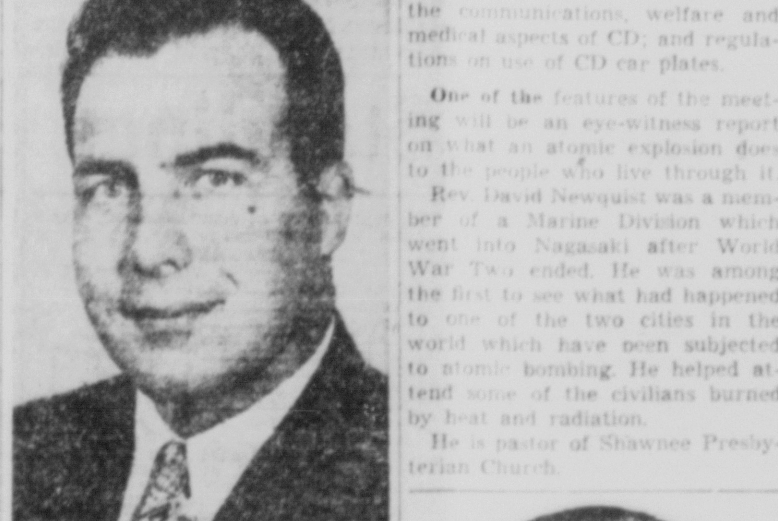 the communications, welfare and
medical aspects of CD; and regula-
tions on use of CD car plates.
One of the features of the meet-
ing will be an eye-witness report
on what an atomic explosion does
to the people who live through it.
Rev. David Newquist was a mem-
ber of a Marine Division which
went into Nagasaki after World
War Two ended. He was among
the first to see what had happened
to one of the two cities in the
world which have been subjected
to atomic bombing. He helped at-
tend some of the civilians burned
by heat and radiation.
He is pastor of Shawnee Presby-
terian Church.